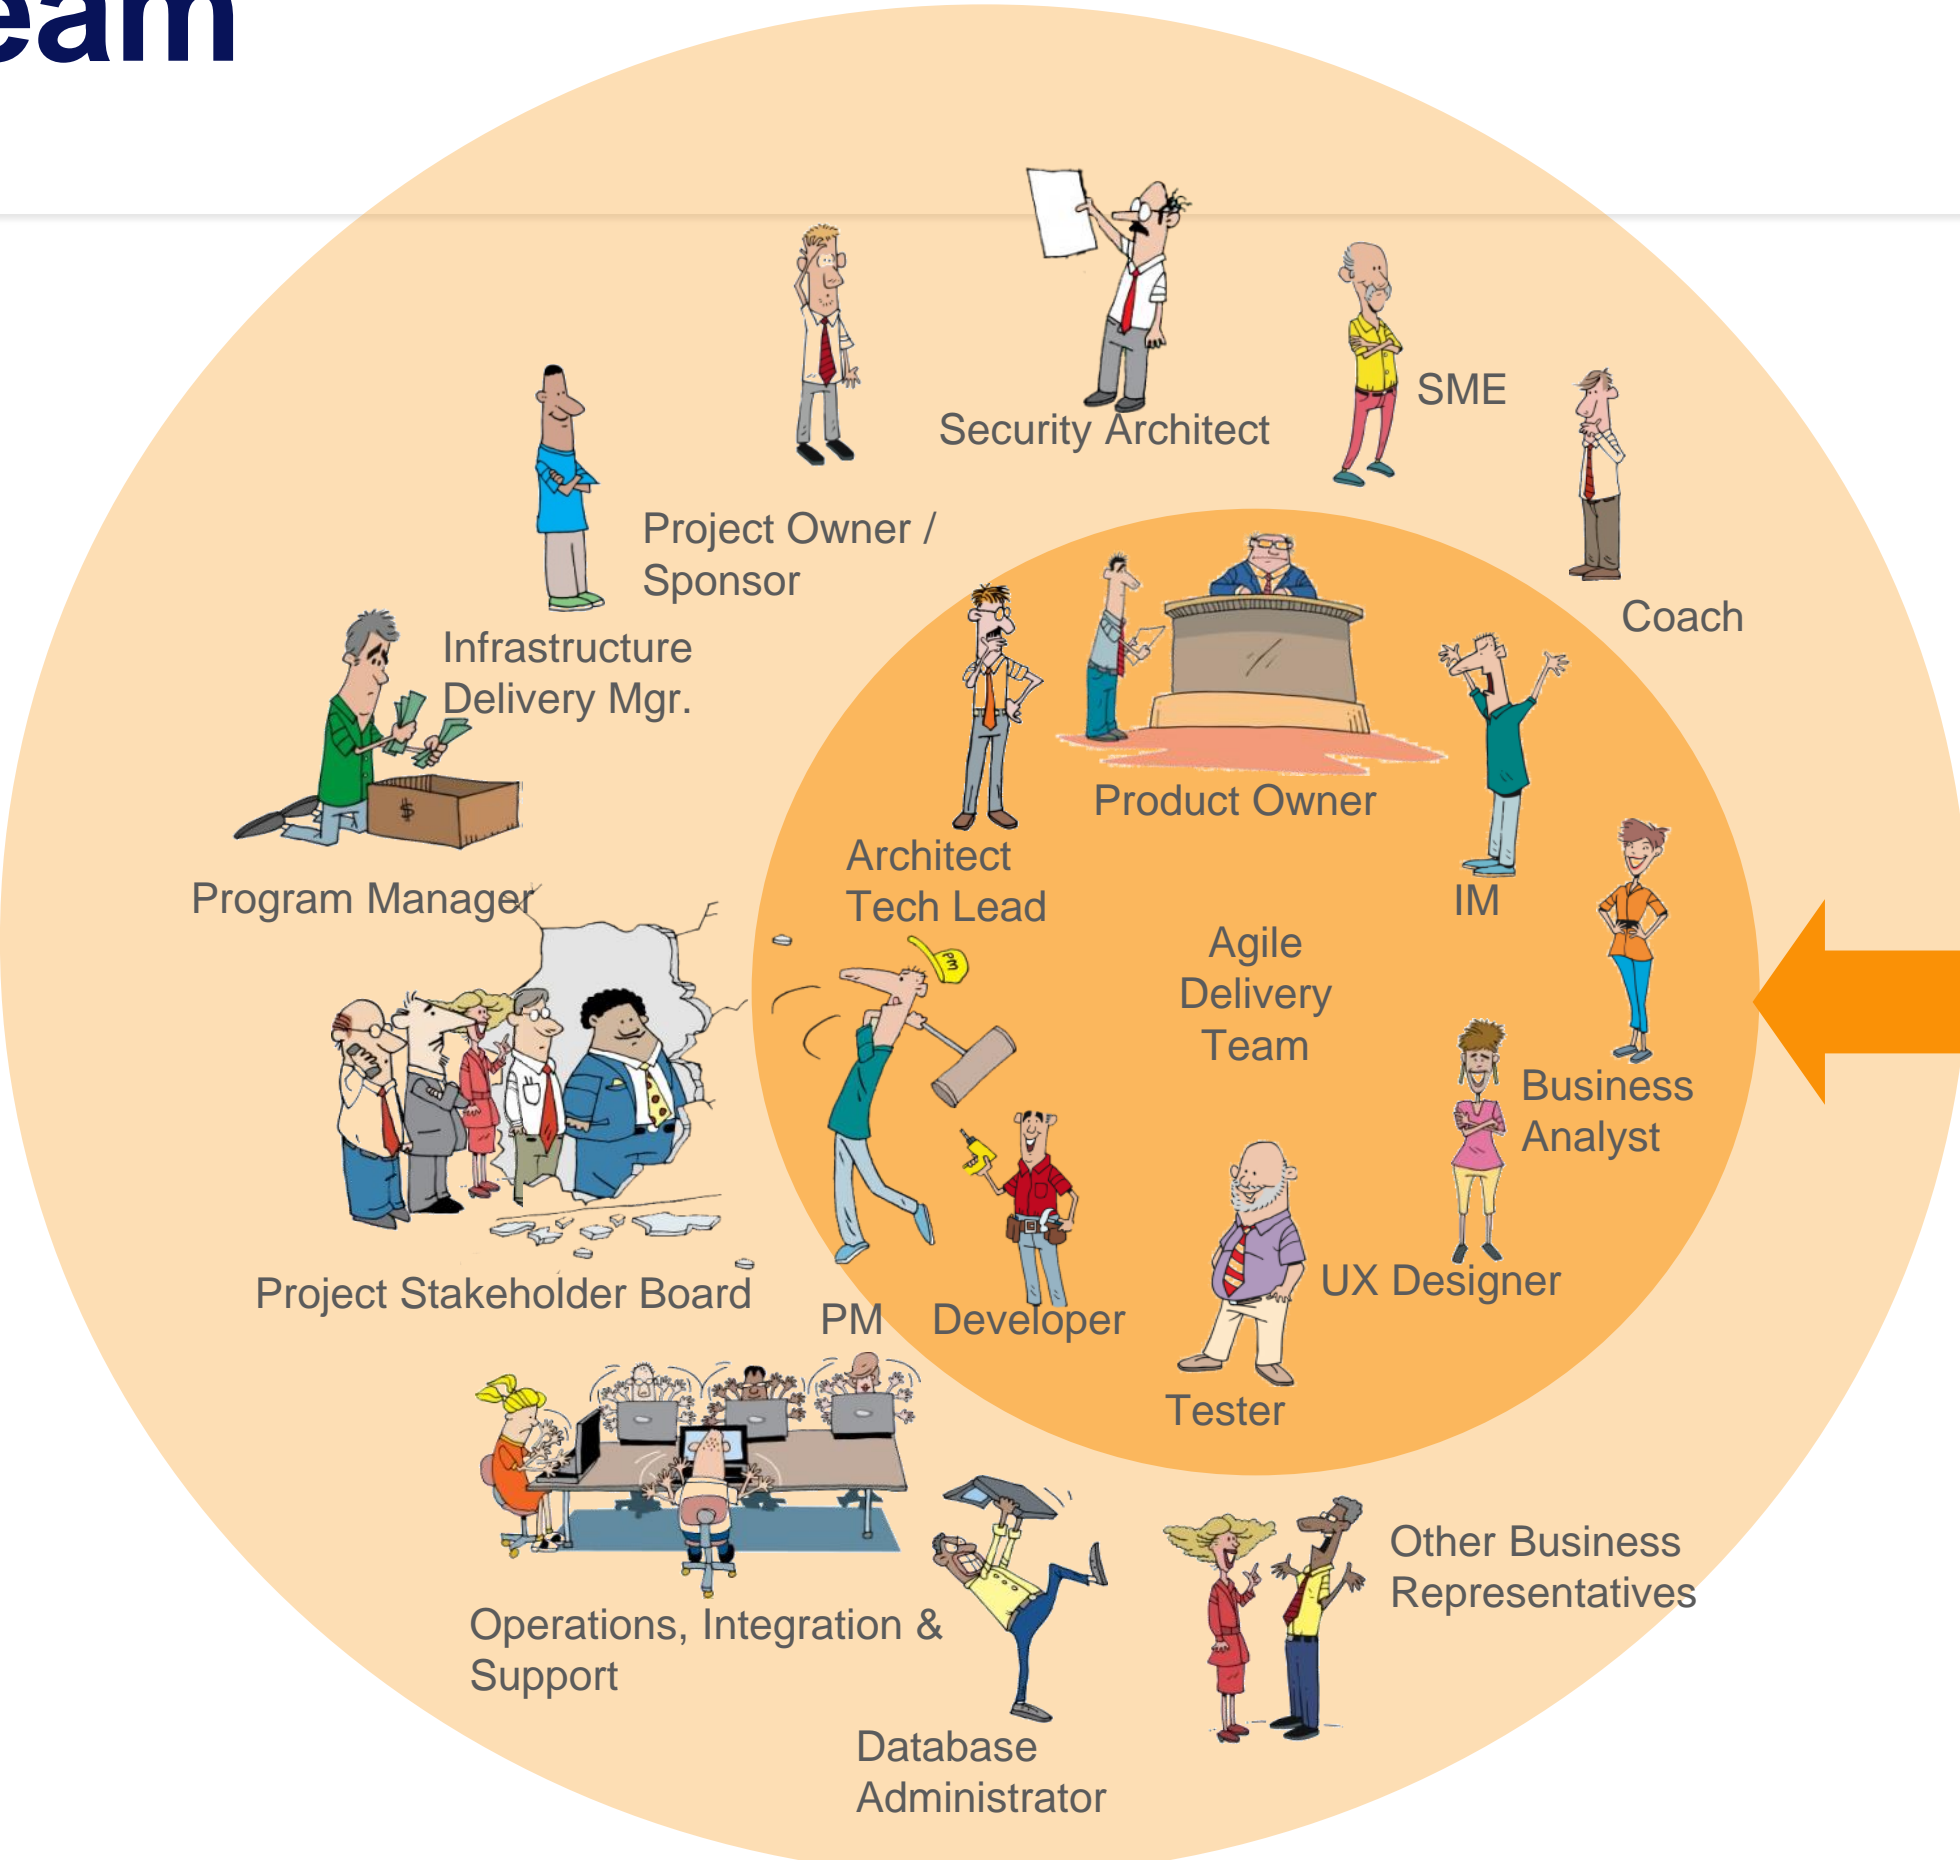 eam
Security Architect
SME
Project Owner /
Sponsor
Coach
Infrastructure
Delivery Mgr.
$
Program Manager
Product Owner
Architect
Tech Lead
IM
Agile
Delivery
Team
PM
Business
Analyst
UX Designer
Project Stakeholder Board
PM
Developer
Tester
Operations, Integration &
Support
Other Business
Representatives
Database
Administrator